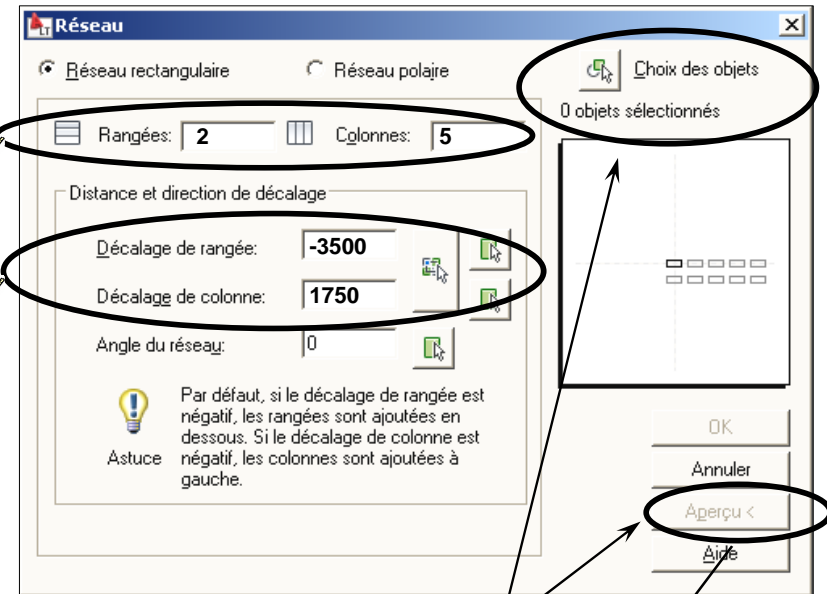 LT Réseau
Réseau rectangulaire Réseau polaire
Choix des objets
0 objets sélectionnés
Rangées: 2 Colonnes: 5
Distance et direction de décalage
Décalage de rangée: -3500
Décalage de colonne: 1750
Angle du réseau: 0
Astuce
Par défaut, si le décalage de rangée est
négatif, les rangées sont ajoutées en
dessous. Si le décalage de colonne est
négatif, les colonnes sont ajoutées à
gauche.
OK
Annuler
Aperçu <
Aide